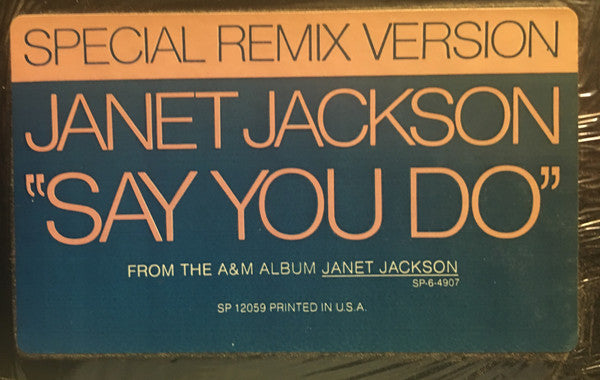 SPECIAL REMIX VERSION
JANET JACKSON
"SAY YOU DO"
FROM THE A&M ALBUM JANET JACKSON
SP-6-4907
SP 12059 PRINTED IN U.S.A.